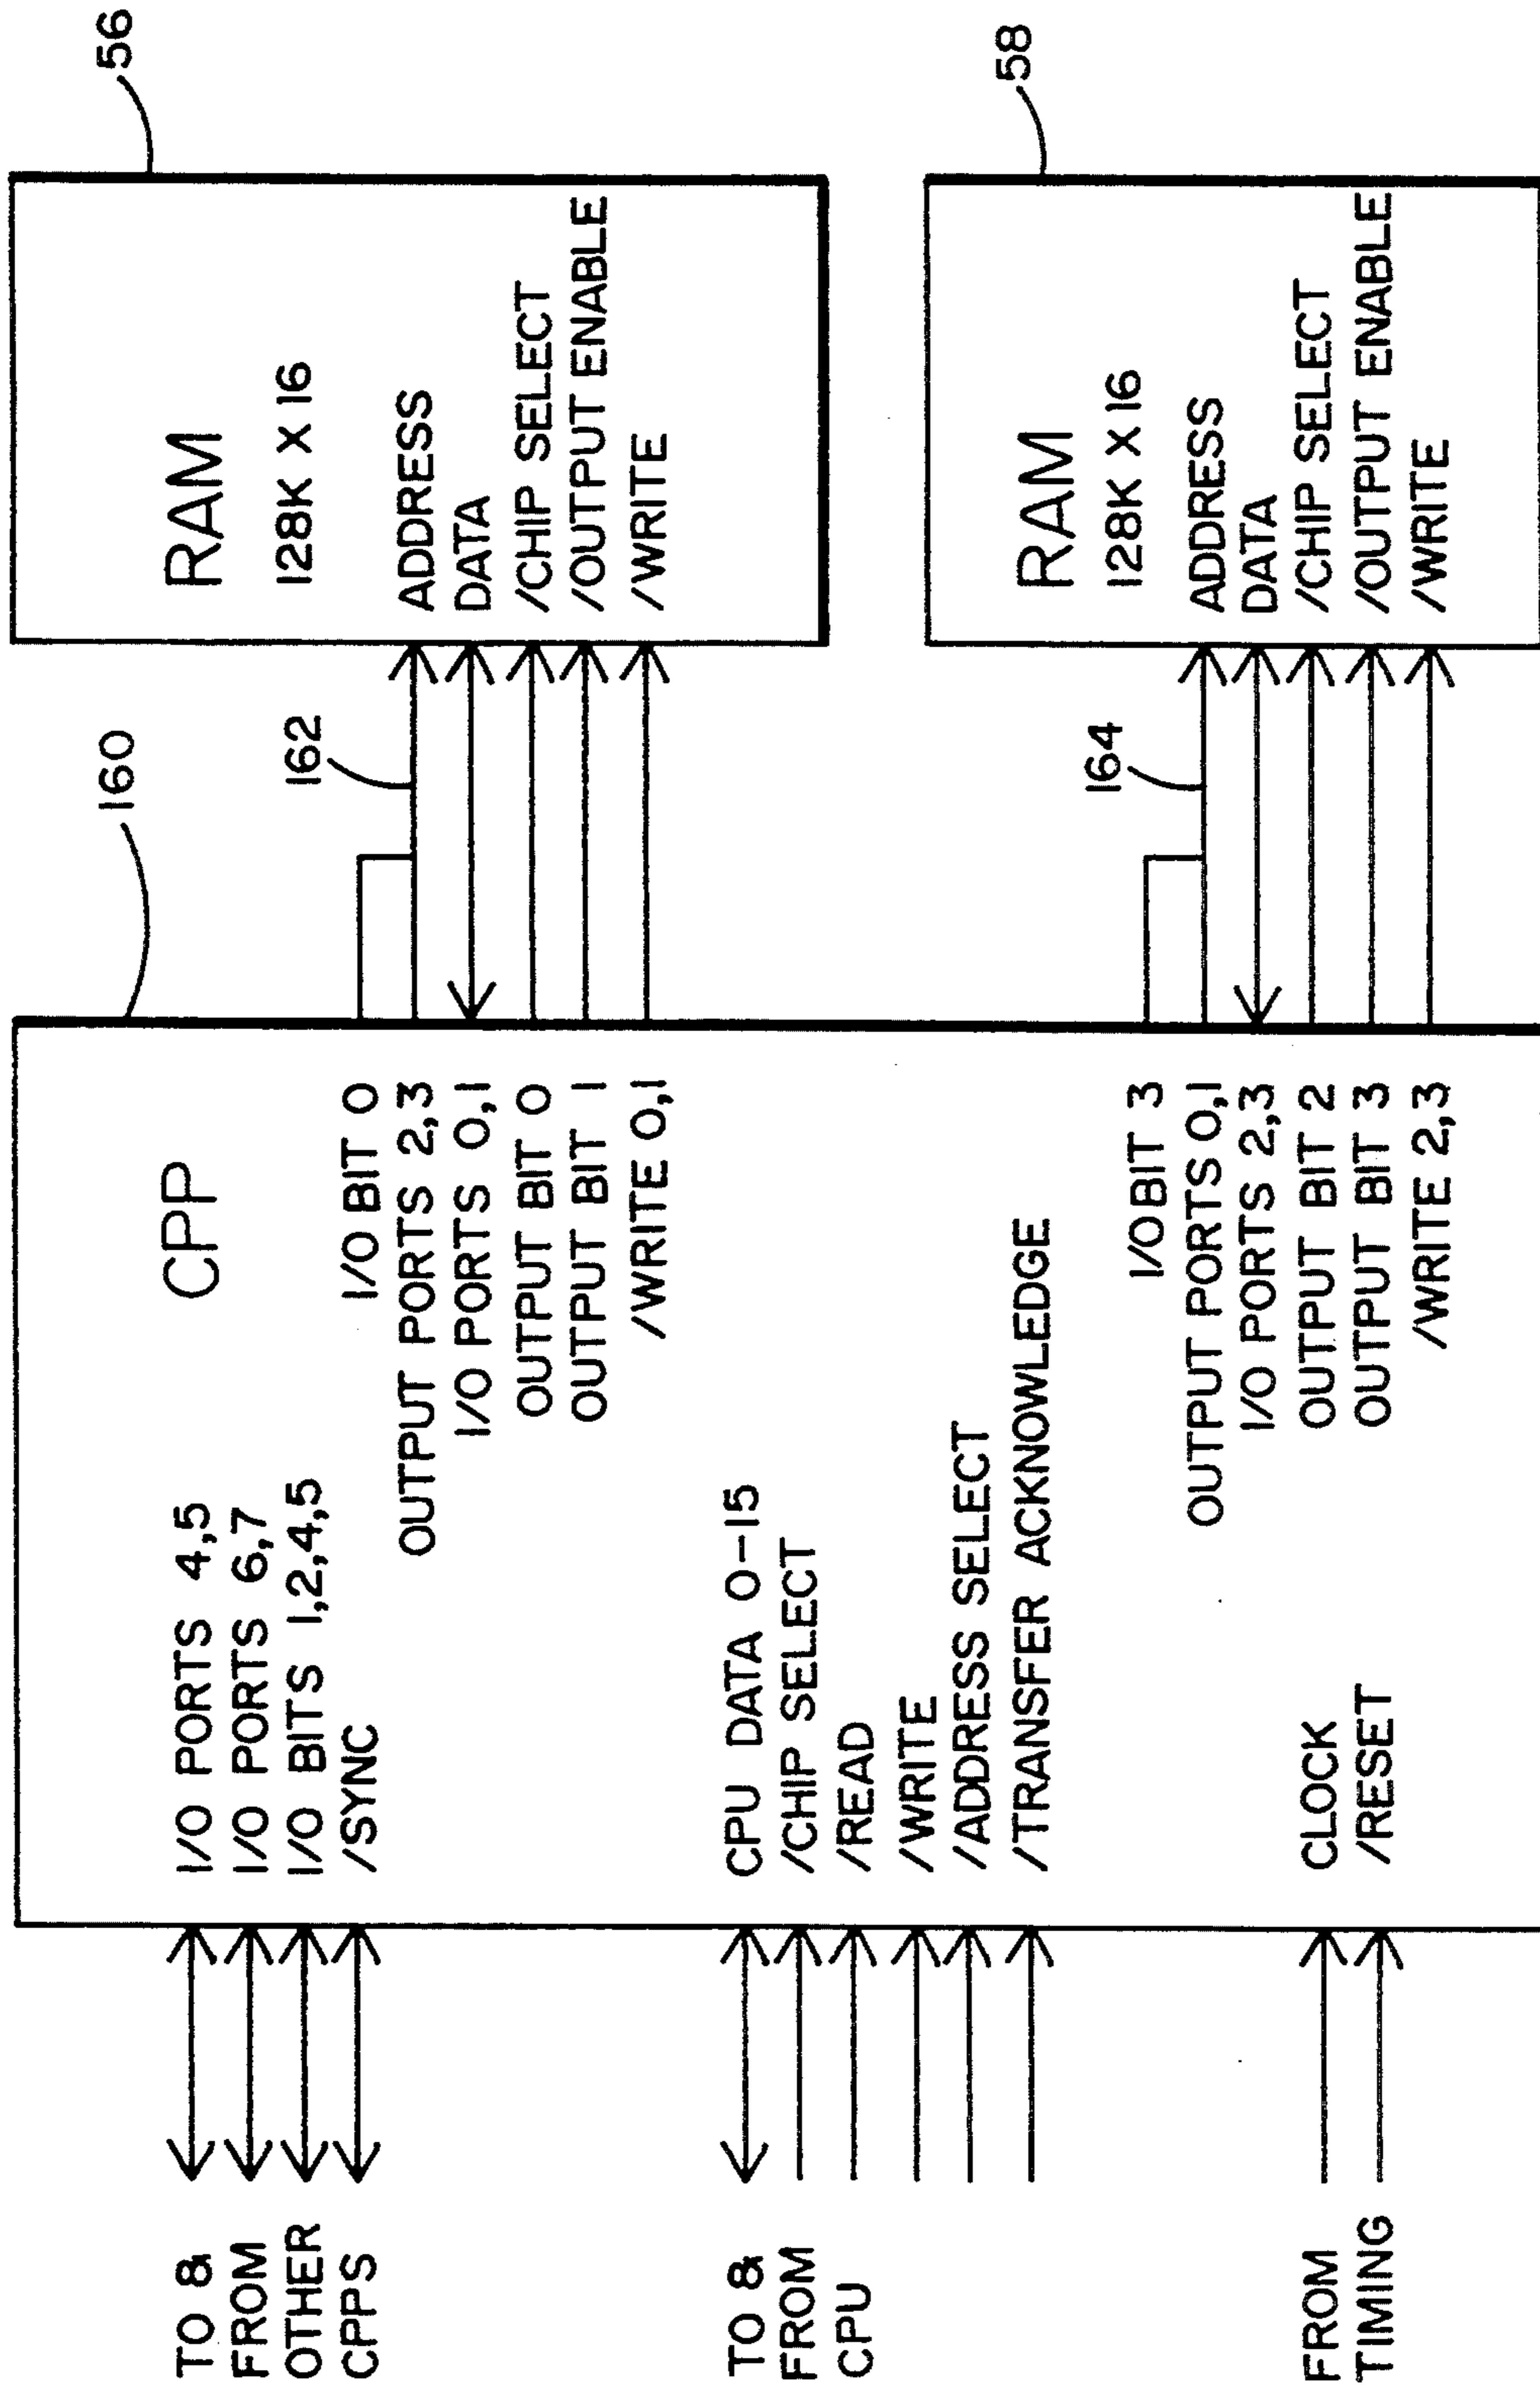 160
56
CPP
RAM
128K X 16
TO & FROM OTHER CPPS
I/O PORTS 4,5
I/O PORTS 6,7
I/O BITS 1,2,4,5
/SYNC
I/O BIT 0
OUTPUT PORTS 2,3
I/O PORTS 0,1
OUTPUT BIT 0
OUTPUT BIT 1
/WRITE 0,1
162
ADDRESS
DATA
/CHIP SELECT
/OUTPUT ENABLE
/WRITE
TO & FROM CPU
CPU DATA 0-15
/CHIP SELECT
/READ
/WRITE
/ADDRESS SELECT
/TRANSFER ACKNOWLEDGE
58
RAM
128K X 16
FROM TIMING
CLOCK
/RESET
I/O BIT 3
OUTPUT PORTS 0,1
I/O PORTS 2,3
OUTPUT BIT 2
OUTPUT BIT 3
/WRITE 2,3
164
ADDRESS
DATA
/CHIP SELECT
/OUTPUT ENABLE
/WRITE